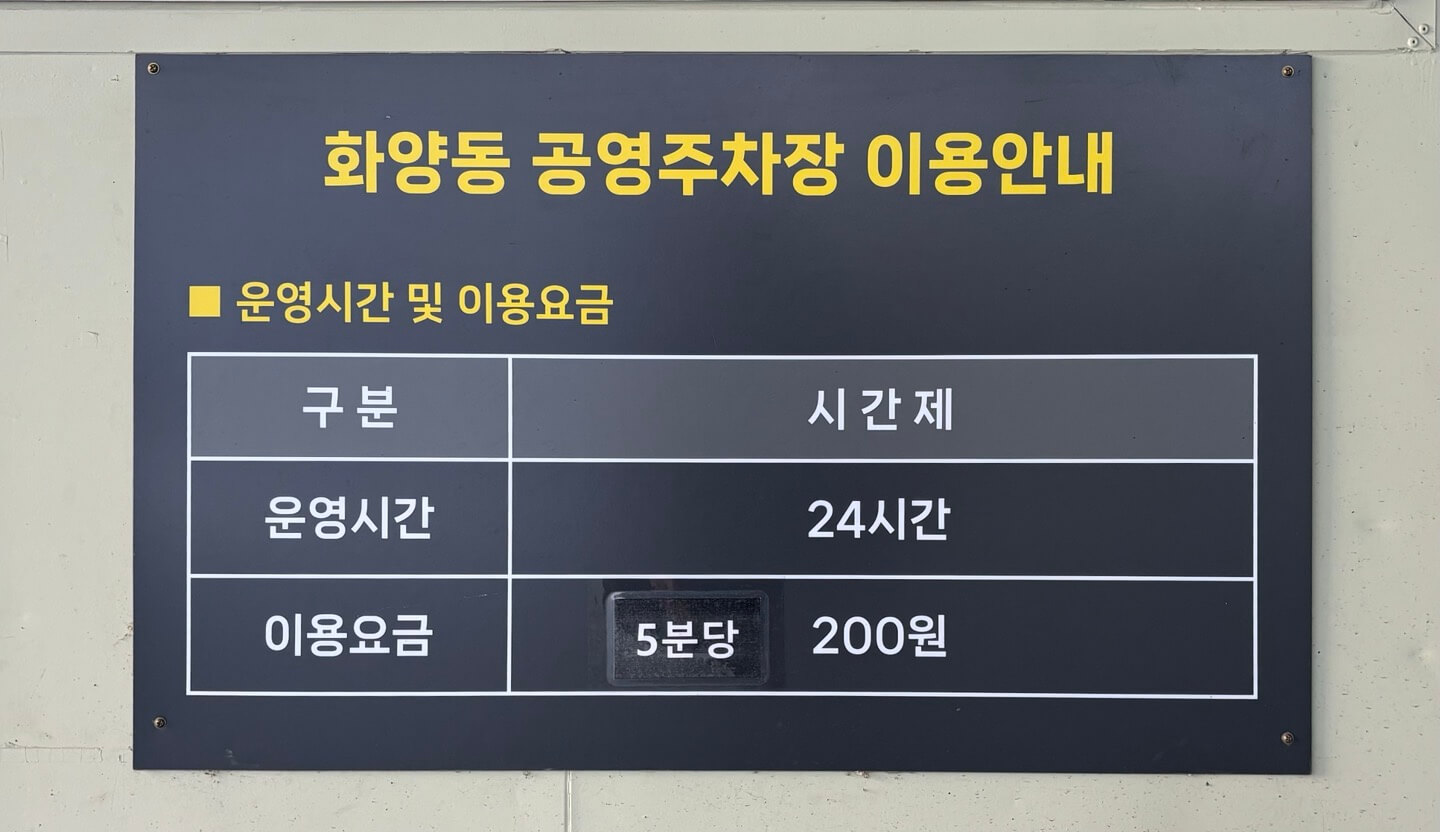 화양동 공영주차장 이용안내
■ 운영시간 및 이용요금
구 분 시 간 제
운영시간 24시간
이용요금 5분당 200원